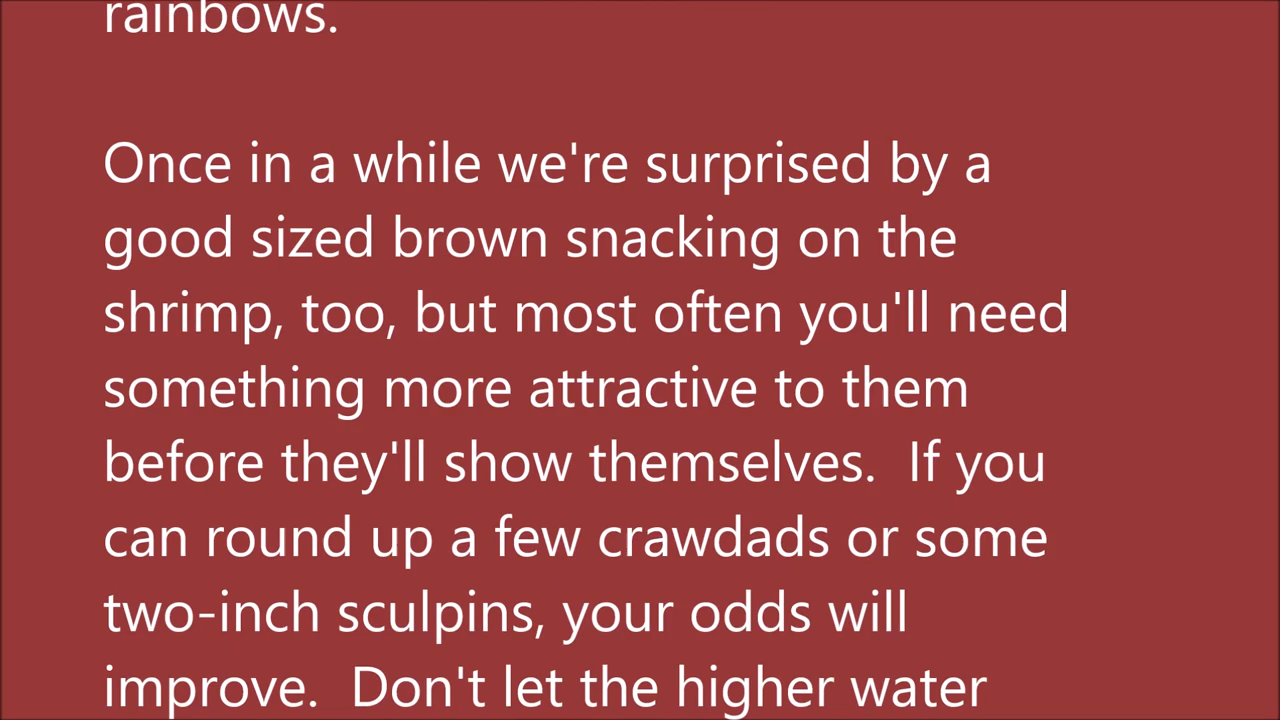 rainbows.
Once in a while we're surprised by a
good sized brown snacking on the
shrimp, too, but most often you'll need
something more attractive to them
before they'll show themselves.  If you
can round up a few crawdads or some
two-inch sculpins, your odds will
improve.  Don't let the higher water